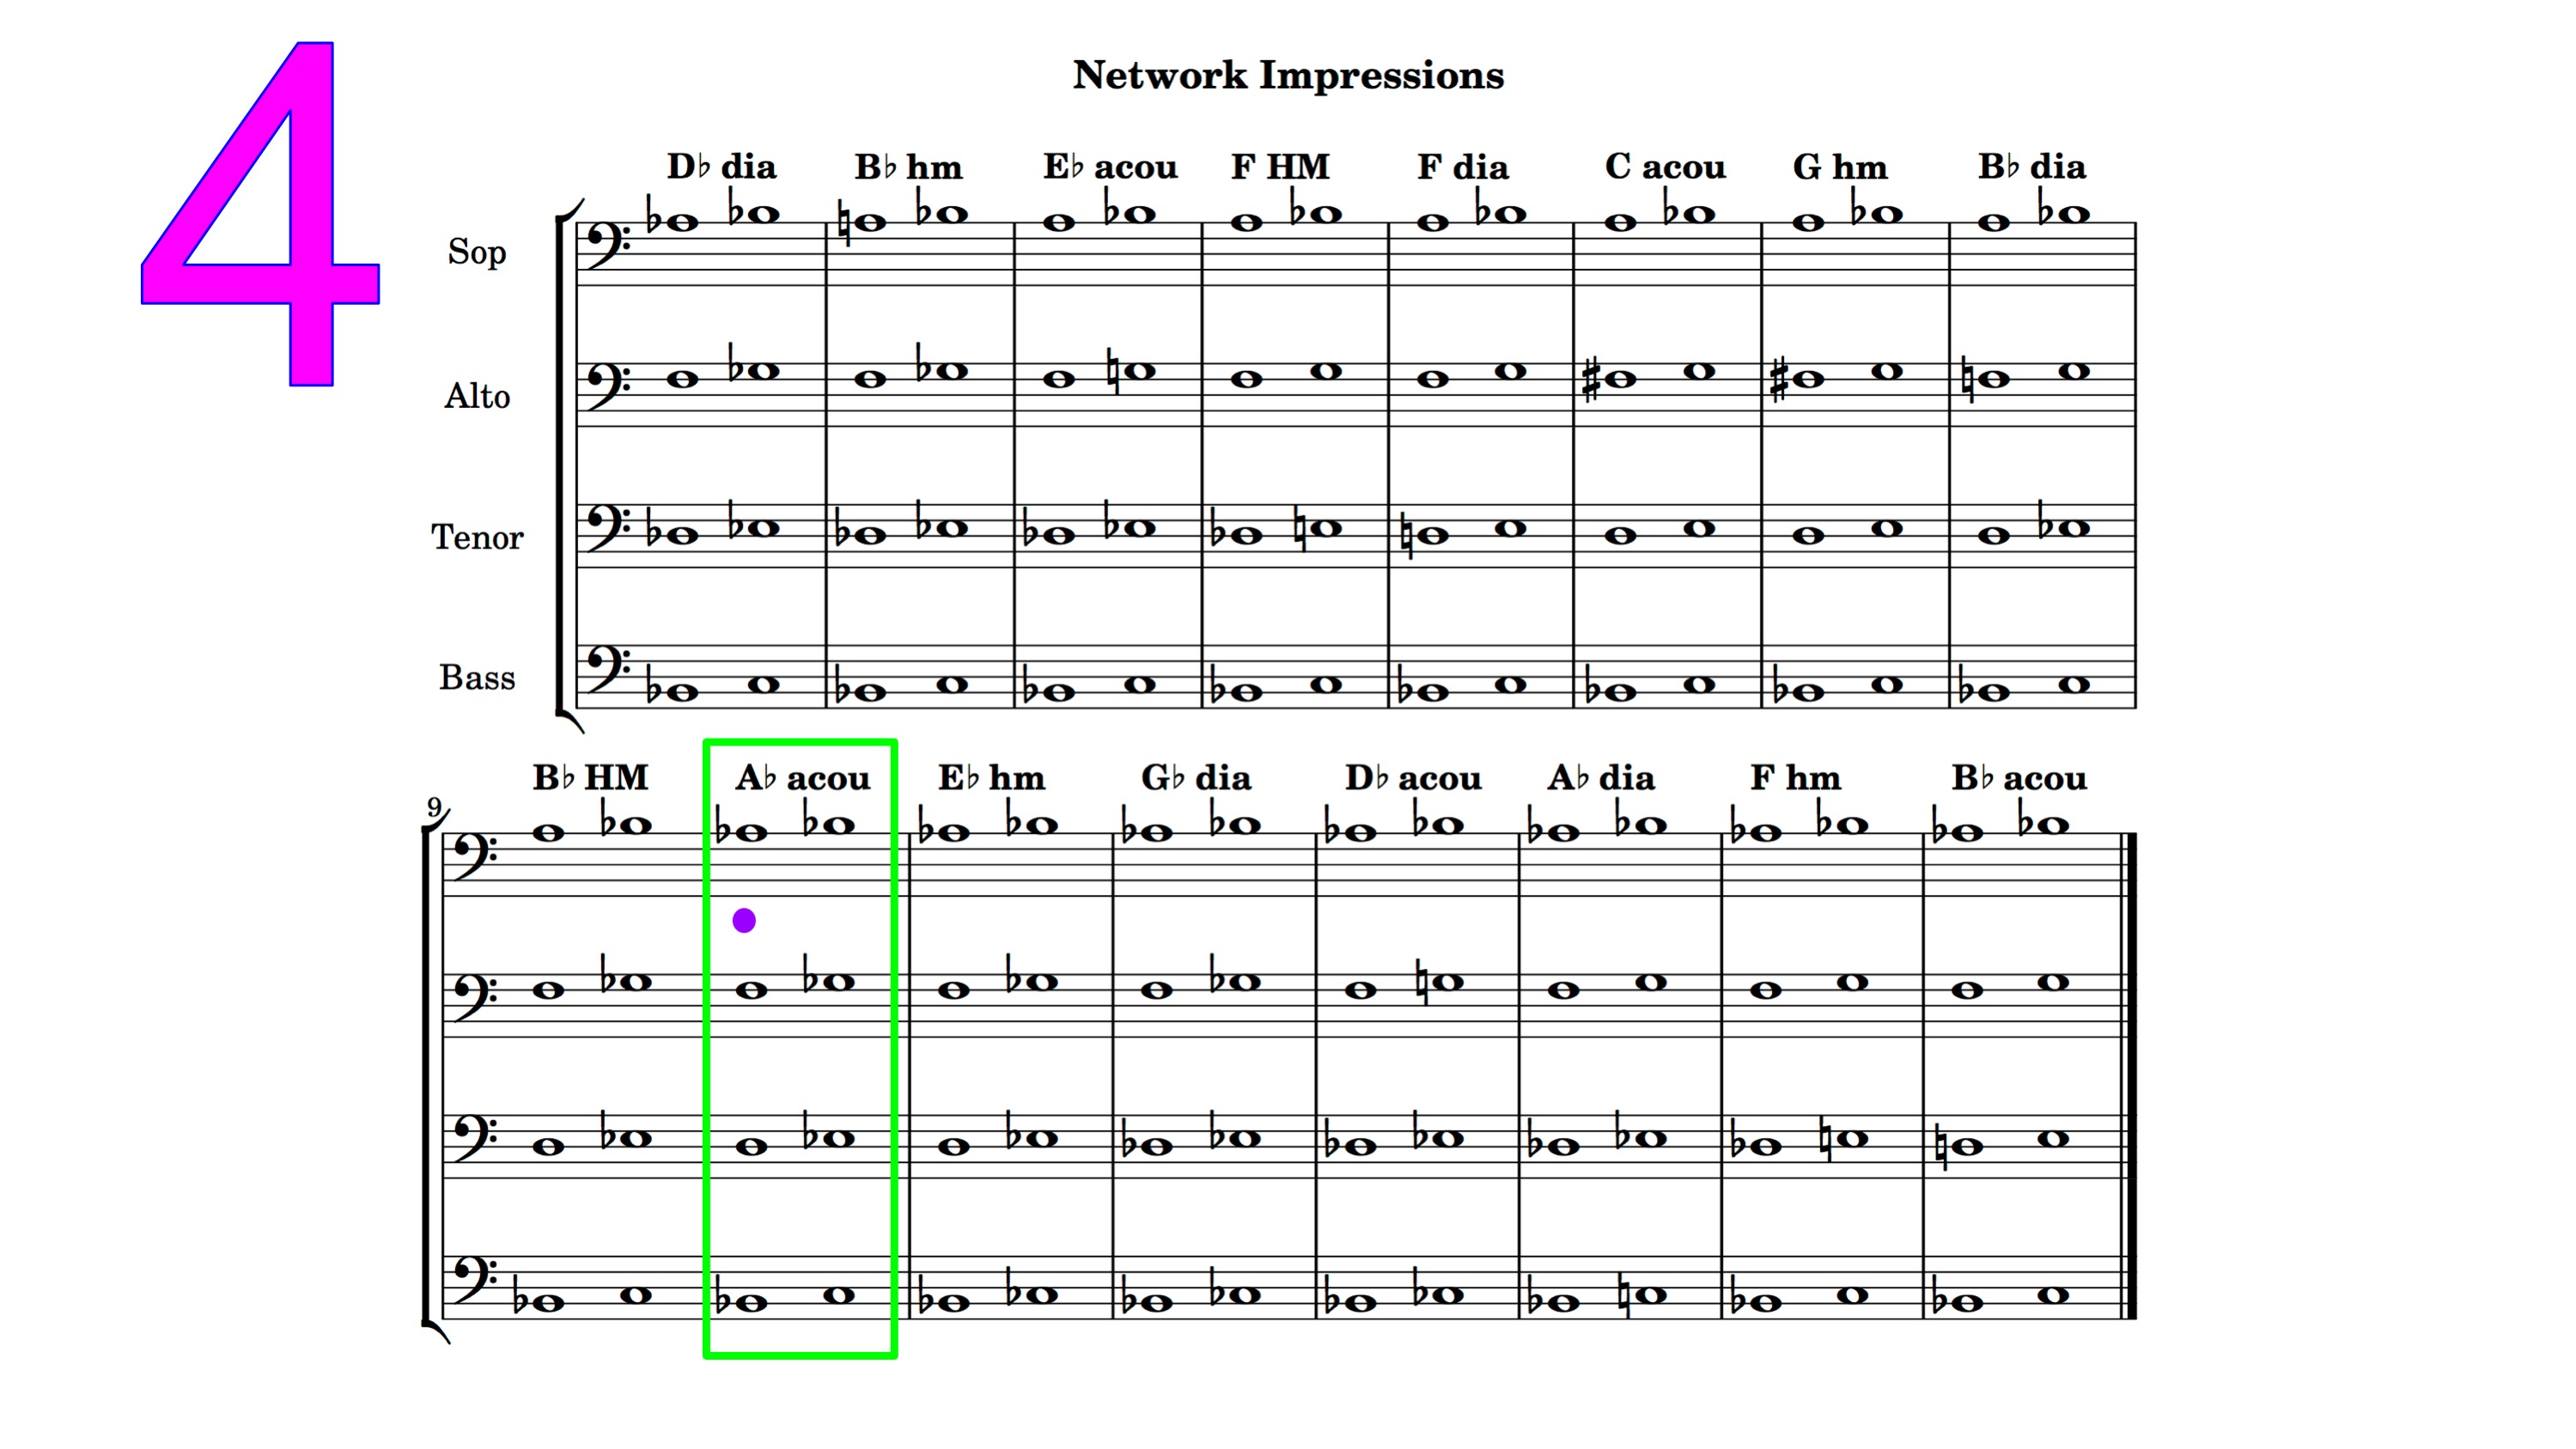 4
Network Impressions
D♭ dia B♭ hm E♭ acou F HM F dia C acou G hm B♭ dia
Sop
Alto
Tenor
Bass
B♭ HM A♭ acou E♭ hm G♭ dia D♭ acou A♭ dia F hm B♭ acou
9